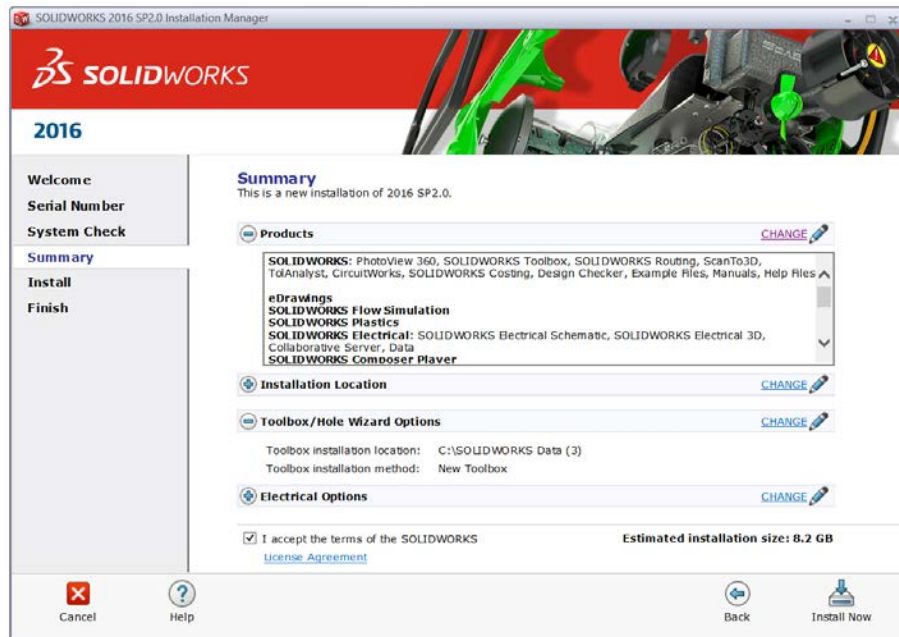 SOLIDWORKS 2016 SP2.0 Installation Manager
3DS SOLIDWORKS
2016
Welcome
Serial Number
System Check
Summary
Install
Finish
Summary
This is a new installation of 2016 SP2.0.
Products
CHANGE
SOLIDWORKS: PhotoView 360, SOLIDWORKS Toolbox, SOLIDWORKS Routing, ScanTo3D,
TolAnalyst, CircuitWorks, SOLIDWORKS Costing, Design Checker, Example Files, Manuals, Help Files
eDrawings
SOLIDWORKS Flow Simulation
SOLIDWORKS Plastics
SOLIDWORKS Electrical: SOLIDWORKS Electrical Schematic, SOLIDWORKS Electrical 3D,
Collaborative Server, Data
SOLIDWORKS Composer Player
Installation Location
CHANGE
Toolbox/Hole Wizard Options
CHANGE
Toolbox installation location: C:\SOLIDWORKS Data (3)
Toolbox installation method: New Toolbox
Electrical Options
CHANGE
I accept the terms of the SOLIDWORKS
License Agreement
Estimated installation size: 8.2 GB
Cancel
Help
Back
Install Now